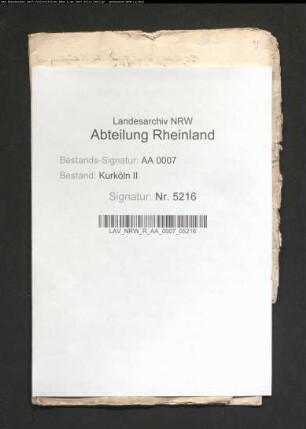 Landesarchiv NRW
Abteilung Rheinland
Bestands-Signatur: AA 0007
Bestand: Kurköln II
Signatur: Nr. 5216
LAV_NRW_R_AA_0007_05216